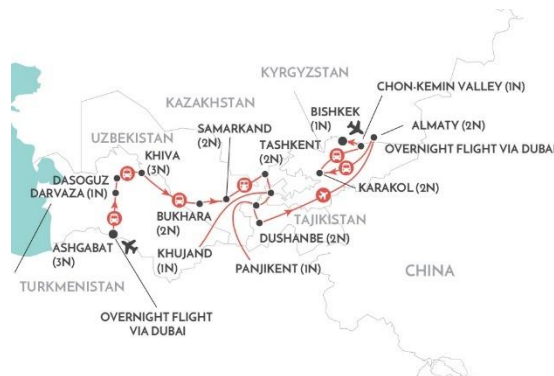 KYRGYZSTAN
CHON-KEMIN VALLEY (1N)
BISHKEK
(1N)
ALMATY (2N)
KAZAKHSTAN
OVERNIGHT FLIGHT VIA DUBAI
SAMARKAND
(2N)
TASHKENT
(2N)
UZBEKISTAN
KHIVA
(3N)
KARAKOL (2N)
DASOGUZ
DARVAZA (1N)
TAJIKISTAN
BUKHARA
(2N)
DUSHANBE (2N)
KHUJAND
(1N)
ASHGABAT
(3N)
PANJIKENT (1N)
CHINA
TURKMENISTAN
OVERNIGHT FLIGHT
VIA DUBAI